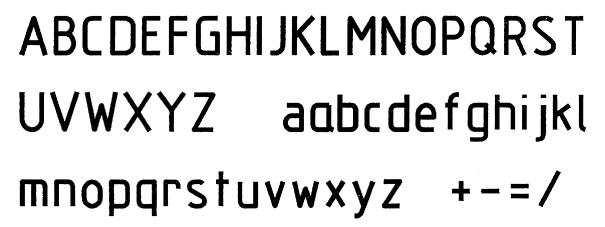 ABCDEFGHIJKLMNOPQRST
UVWXYZ aabcdefghijkl
mnopqrstuvwxyz +-=/